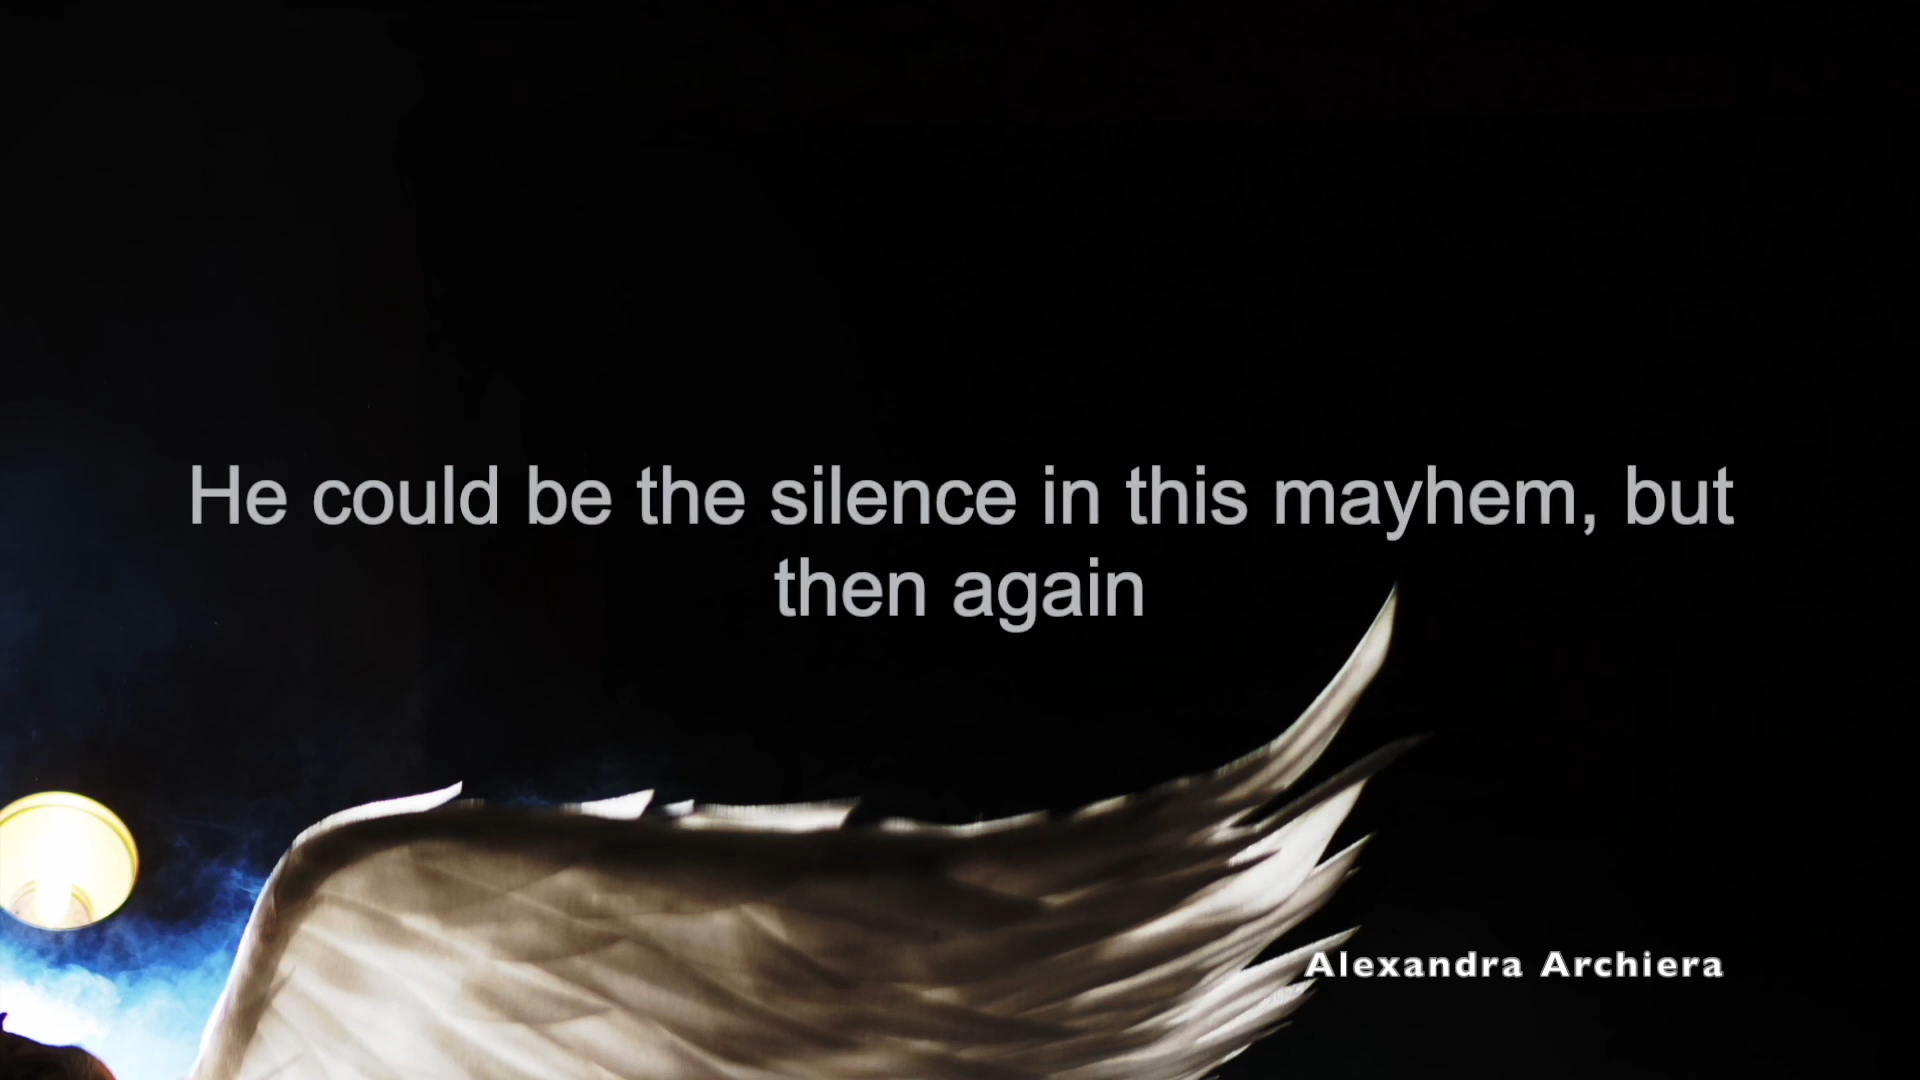 He could be the silence in this mayhem, but
then again
Alexandra Archiera